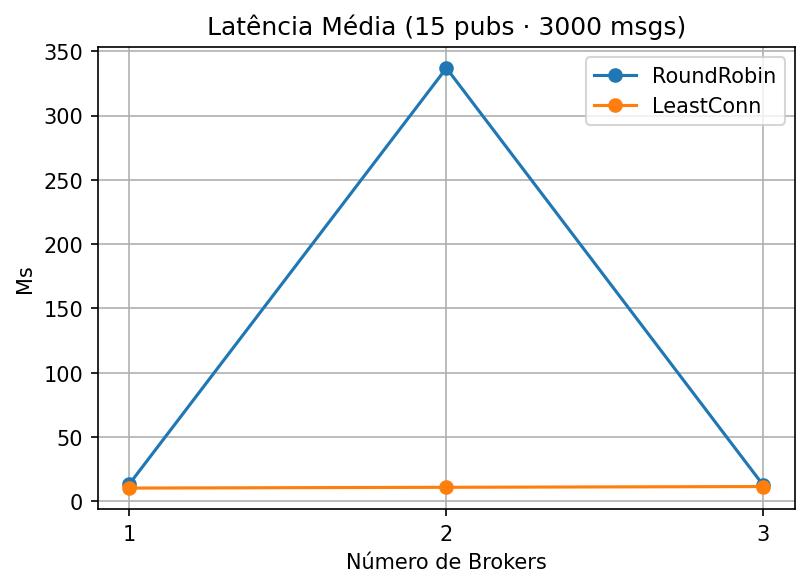 Latência Média (15 pubs · 3000 msgs)
RoundRobin
LeastConn
350
300
250
200
150
100
50
0
Ms
1 2 3
Número de Brokers